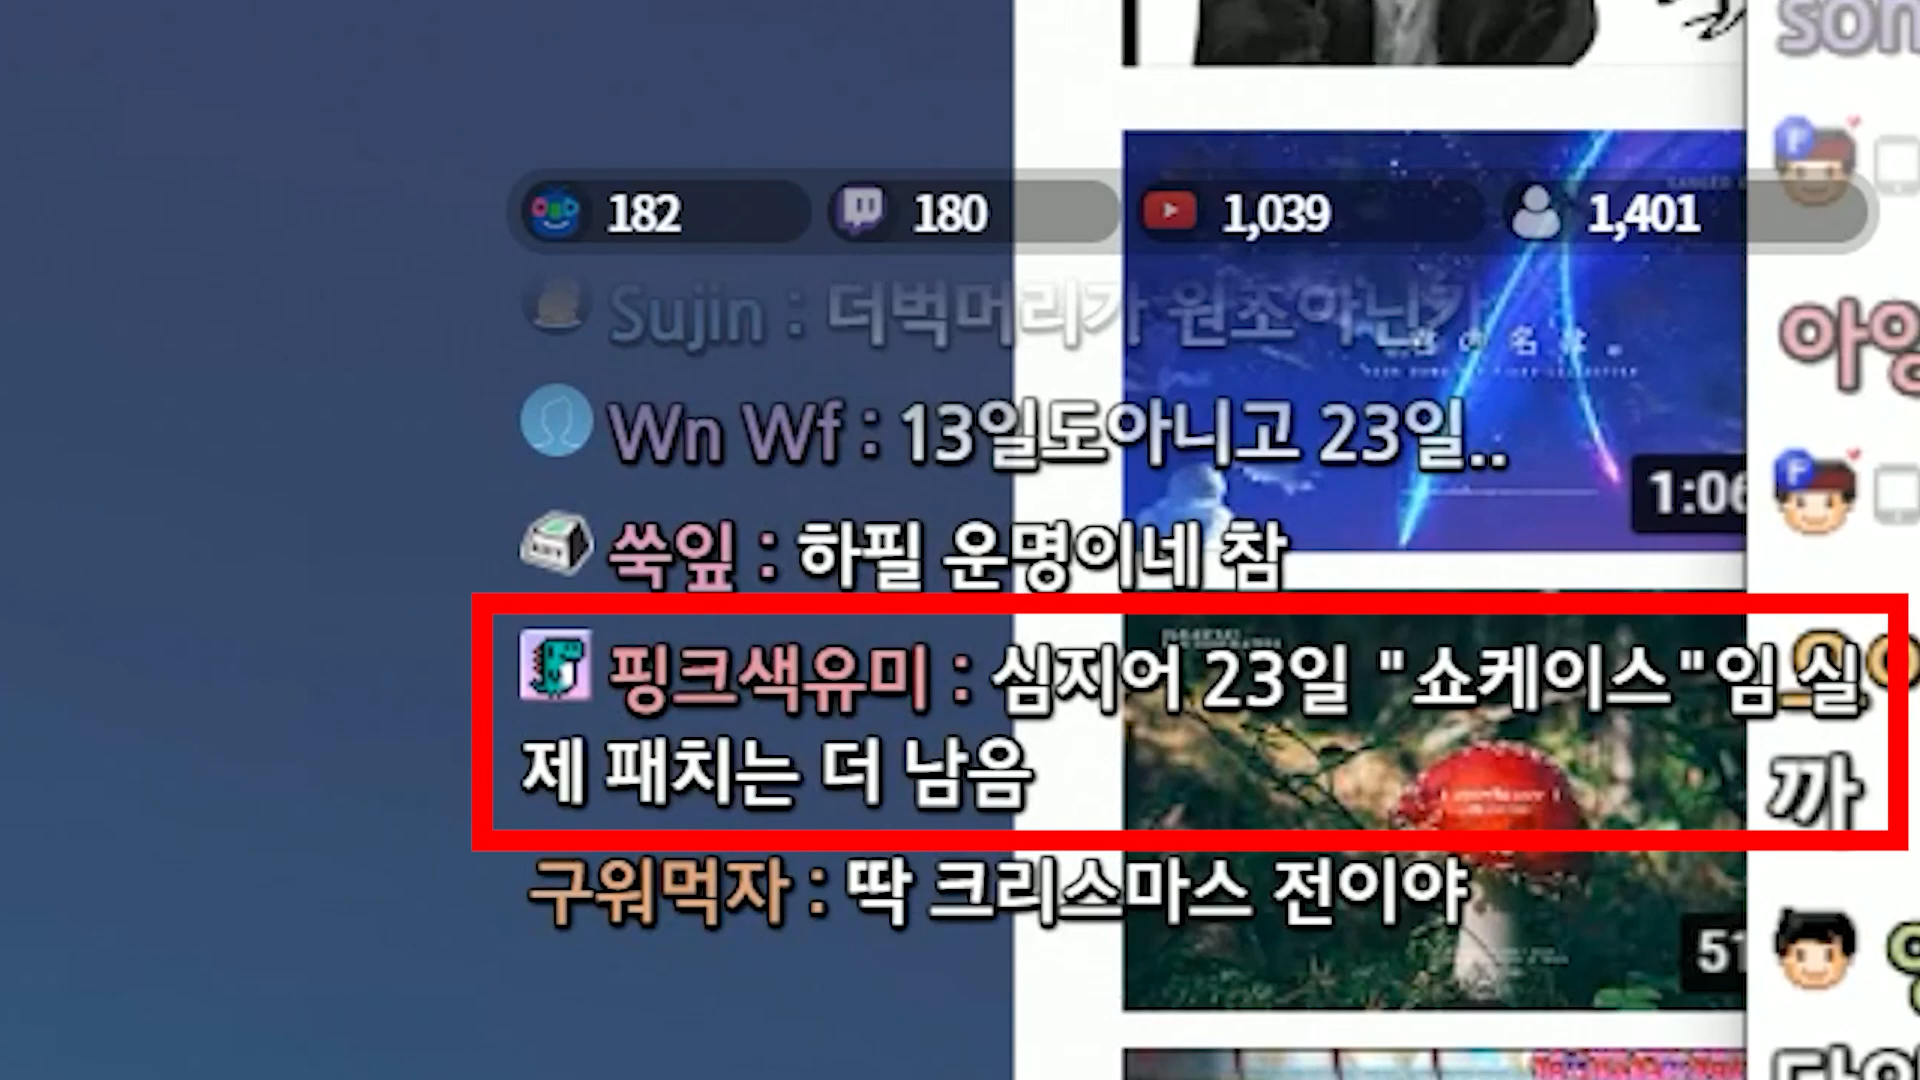 son
182 180 1,039 1,401
Sujin : 더벅머리가 원조아닌가
아앙
Wn Wf : 13일도아니고 23일..
1:06
쑥잎 : 하필 운명이네 참
핑크색유미 : 심지어 23일 "쇼케이스"임 실
제 패치는 더 남음
까
구워먹자 : 딱 크리스마스 전이야
51